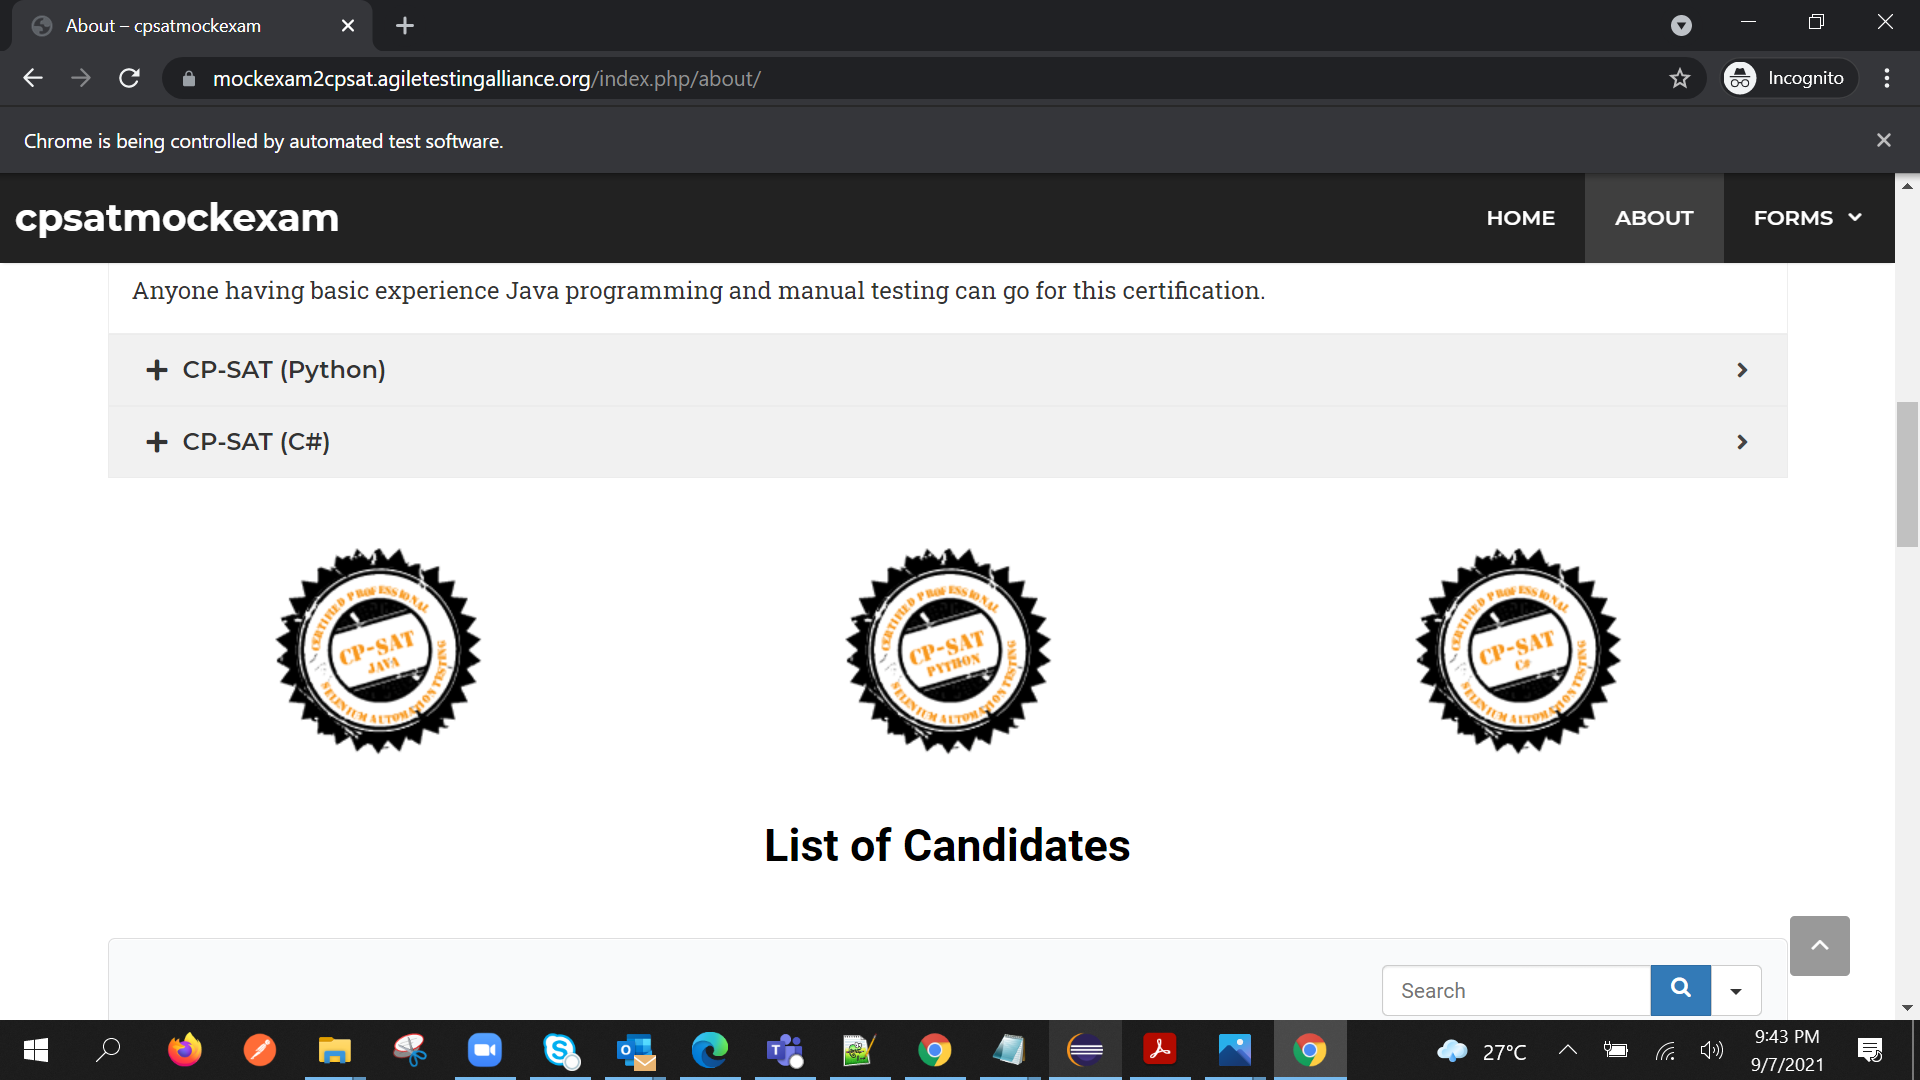 About – cpsatmockexam
mockexam2cpsat.agiletestingalliance.org/index.php/about/
Incognito
Chrome is being controlled by automated test software.
cpsatmockexam
HOME
ABOUT
FORMS
Anyone having basic experience Java programming and manual testing can go for this certification.
CP-SAT (Python)
CP-SAT (C#)
CERTIFIED PROFESSIONAL
CP-SAT
JAVA
SELENIUM AUTOMATION TESTING
CERTIFIED PROFESSIONAL
CP-SAT
PYTHON
SELENIUM AUTOMATION TESTING
CERTIFIED PROFESSIONAL
CP-SAT
C#
SELENIUM AUTOMATION TESTING
List of Candidates
Search
27°C
9:43 PM
9/7/2021